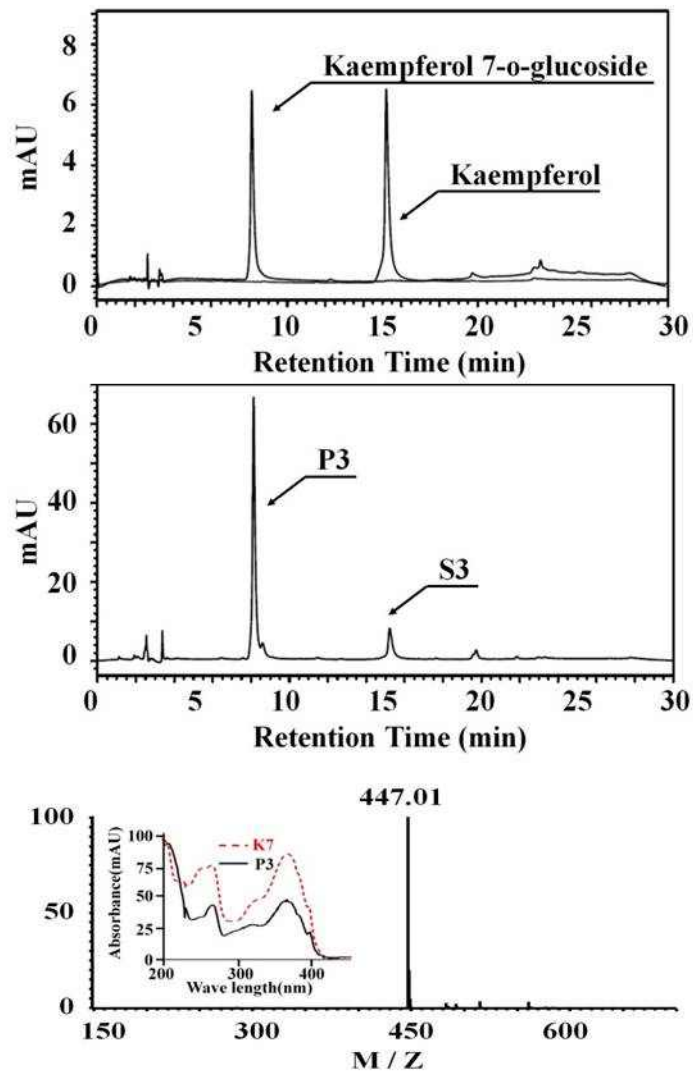 8
Kaempferol 7-o-glucoside
6
mAU
4
Kaempferol
2
0
0 5 10 15 20 25 30
Retention Time (min)
60
P3
mAU
40
S3
20
0
0 5 10 15 20 25 30
Retention Time (min)
447.01
100
Absorbance(mAU)
100
K7
75
P3
50
50
25
200 300 400
Wave length(nm)
0
150 300 450 600
M / Z